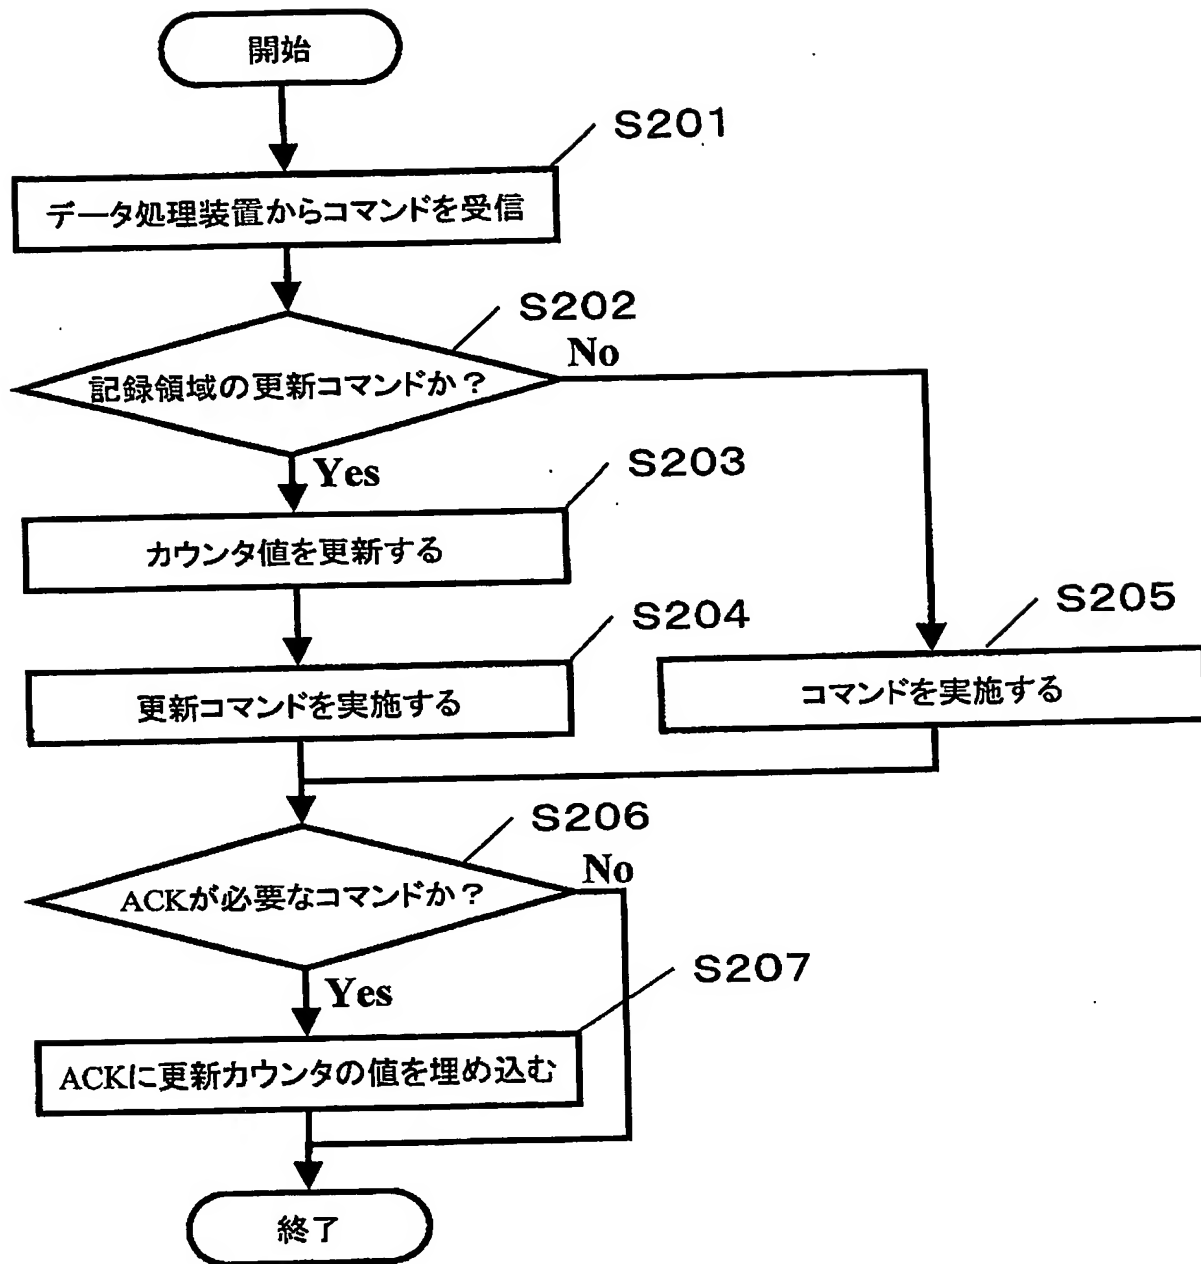 開始
S201
データ処理装置からコマンドを受信
S202
No
記録領域の更新コマンドか？
Yes
S203
カウンタ値を更新する
S204
S205
更新コマンドを実施する
コマンドを実施する
S206
No
ACKが必要なコマンドか？
S207
Yes
ACKに更新カウンタの値を埋め込む
終了